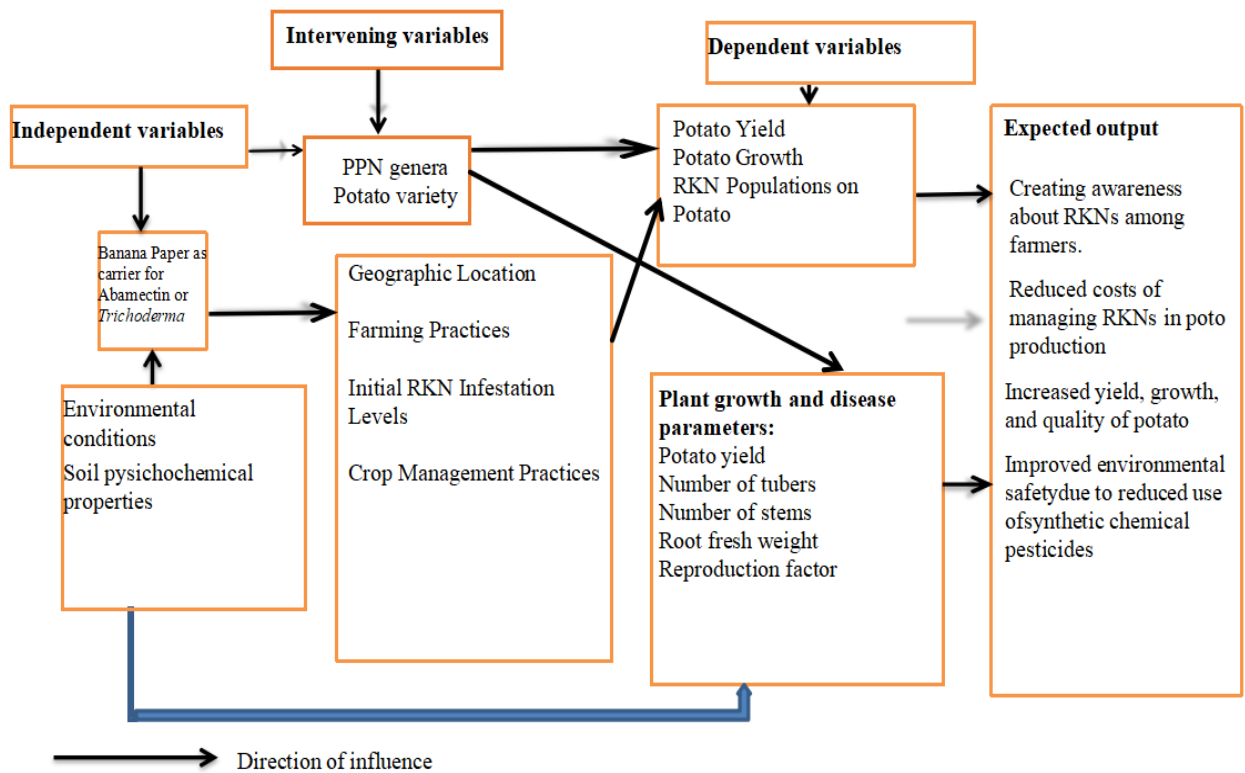 Intervening variables
Dependent variables
Independent variables
PPN genera
Potato variety
Potato Yield
Potato Growth
RKN Populations on
Potato
Expected output
Creating awareness
about RKNs among
farmers.
Reduced costs of
managing RKNs in poto
production
Increased yield, growth,
and quality of potato
Improved environmental
safetydue to reduced use
ofsynthetic chemical
pesticides
Banana Paper as
carrier for
Abamectin or
Trichoderma
Geographic Location
Farming Practices
Initial RKN Infestation
Levels
Crop Management Practices
Environmental
conditions
Soil pysichochemical
properties
Plant growth and disease
parameters:
Potato yield
Number of tubers
Number of stems
Root fresh weight
Reproduction factor
Direction of influence